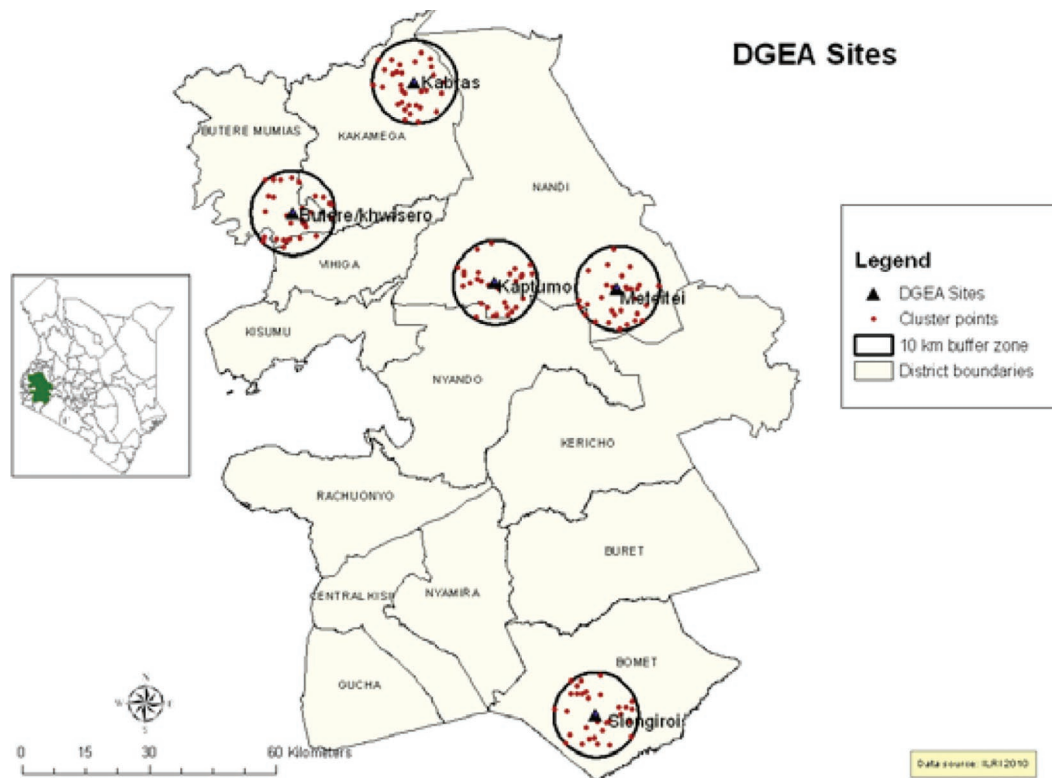 DGEA Sites
Kabras
BUTERE MUMIAS
KAKAMEGA
NANDI
Butere/khwisero
VIHIGA
Kaptumo
Meteitei
KISUMU
NYANDO
KERICHO
RACHUONYO
BURET
CENTRAL KISII
NYAMIRA
BOMET
GUCHA
Siongiroi
Legend
DGEA Sites
Cluster points
10 km buffer zone
District boundaries
N
W
E
S
0 15 30 60 Kilometers
Data source: ILRI 2010